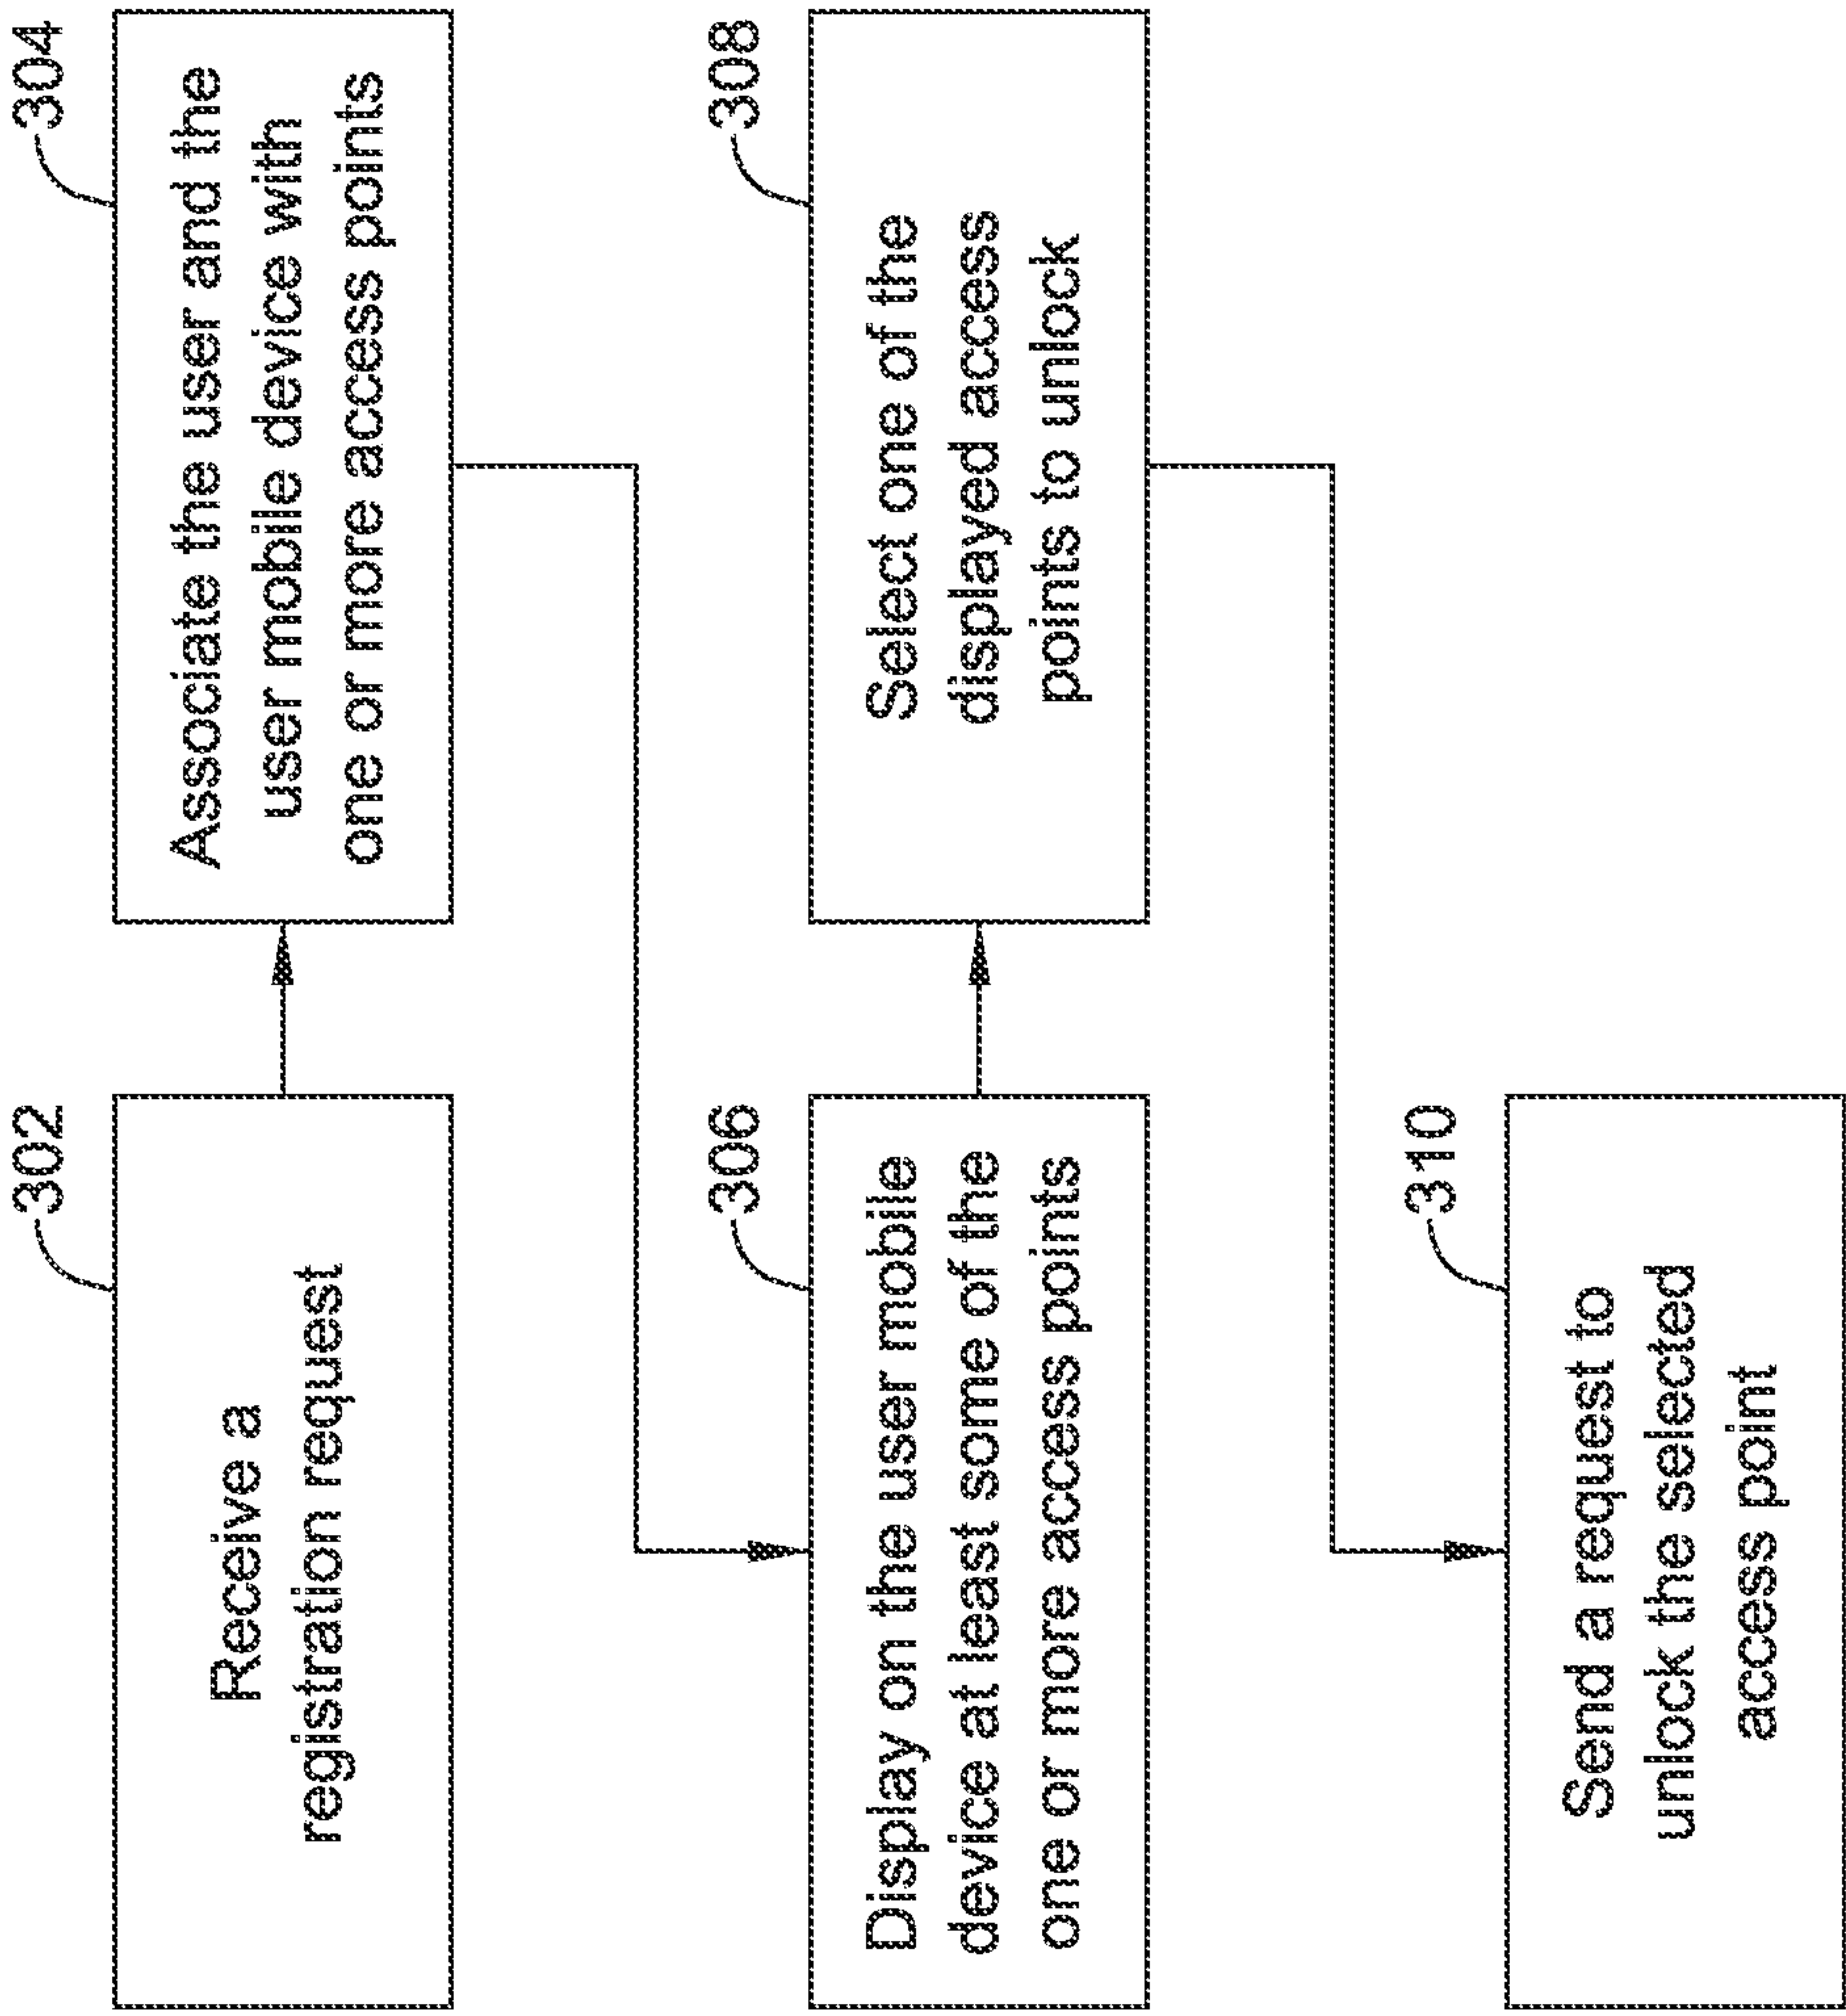 302
Receive a
registration request
304
Associate the user and the
user mobile device with
one or more access points
306
Display on the user mobile
device at least some of the
one or more access points
308
Select one of the
displayed access
points to unlock
310
Send a request to
unlock the selected
access point